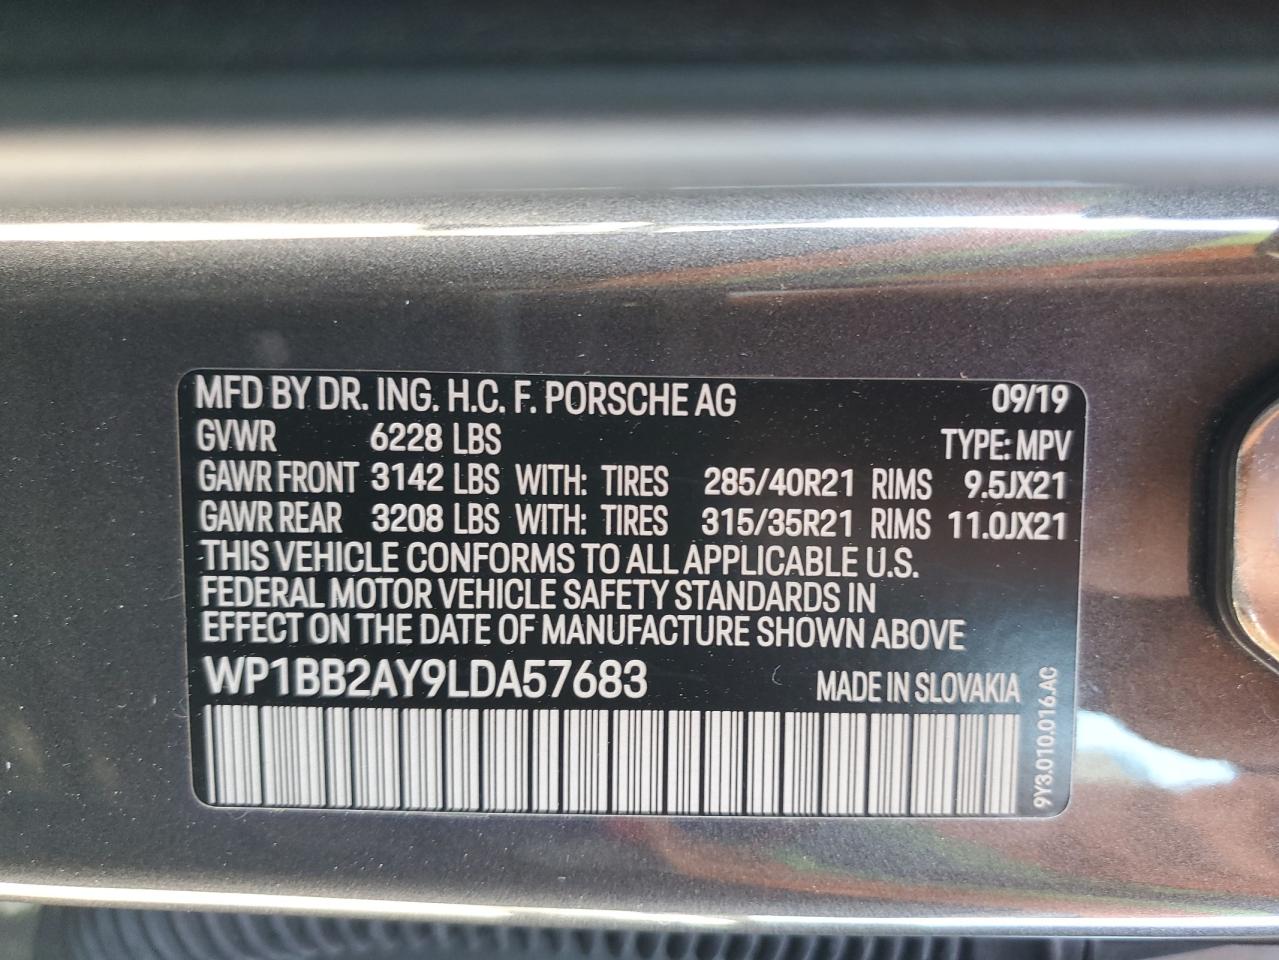 MFD BY DR. ING. H.C. F. PORSCHE AG 09/19
GVWR 6228 LBS TYPE: MPV
GAWR FRONT 3142 LBS WITH: TIRES 285/40R21 RIMS 9.5JX21
GAWR REAR 3208 LBS WITH: TIRES 315/35R21 RIMS 11.0JX21
THIS VEHICLE CONFORMS TO ALL APPLICABLE U.S.
FEDERAL MOTOR VEHICLE SAFETY STANDARDS IN
EFFECT ON THE DATE OF MANUFACTURE SHOWN ABOVE
WP1BB2AY9LDA57683 MADE IN SLOVAKIA
9Y3.010.016.AC